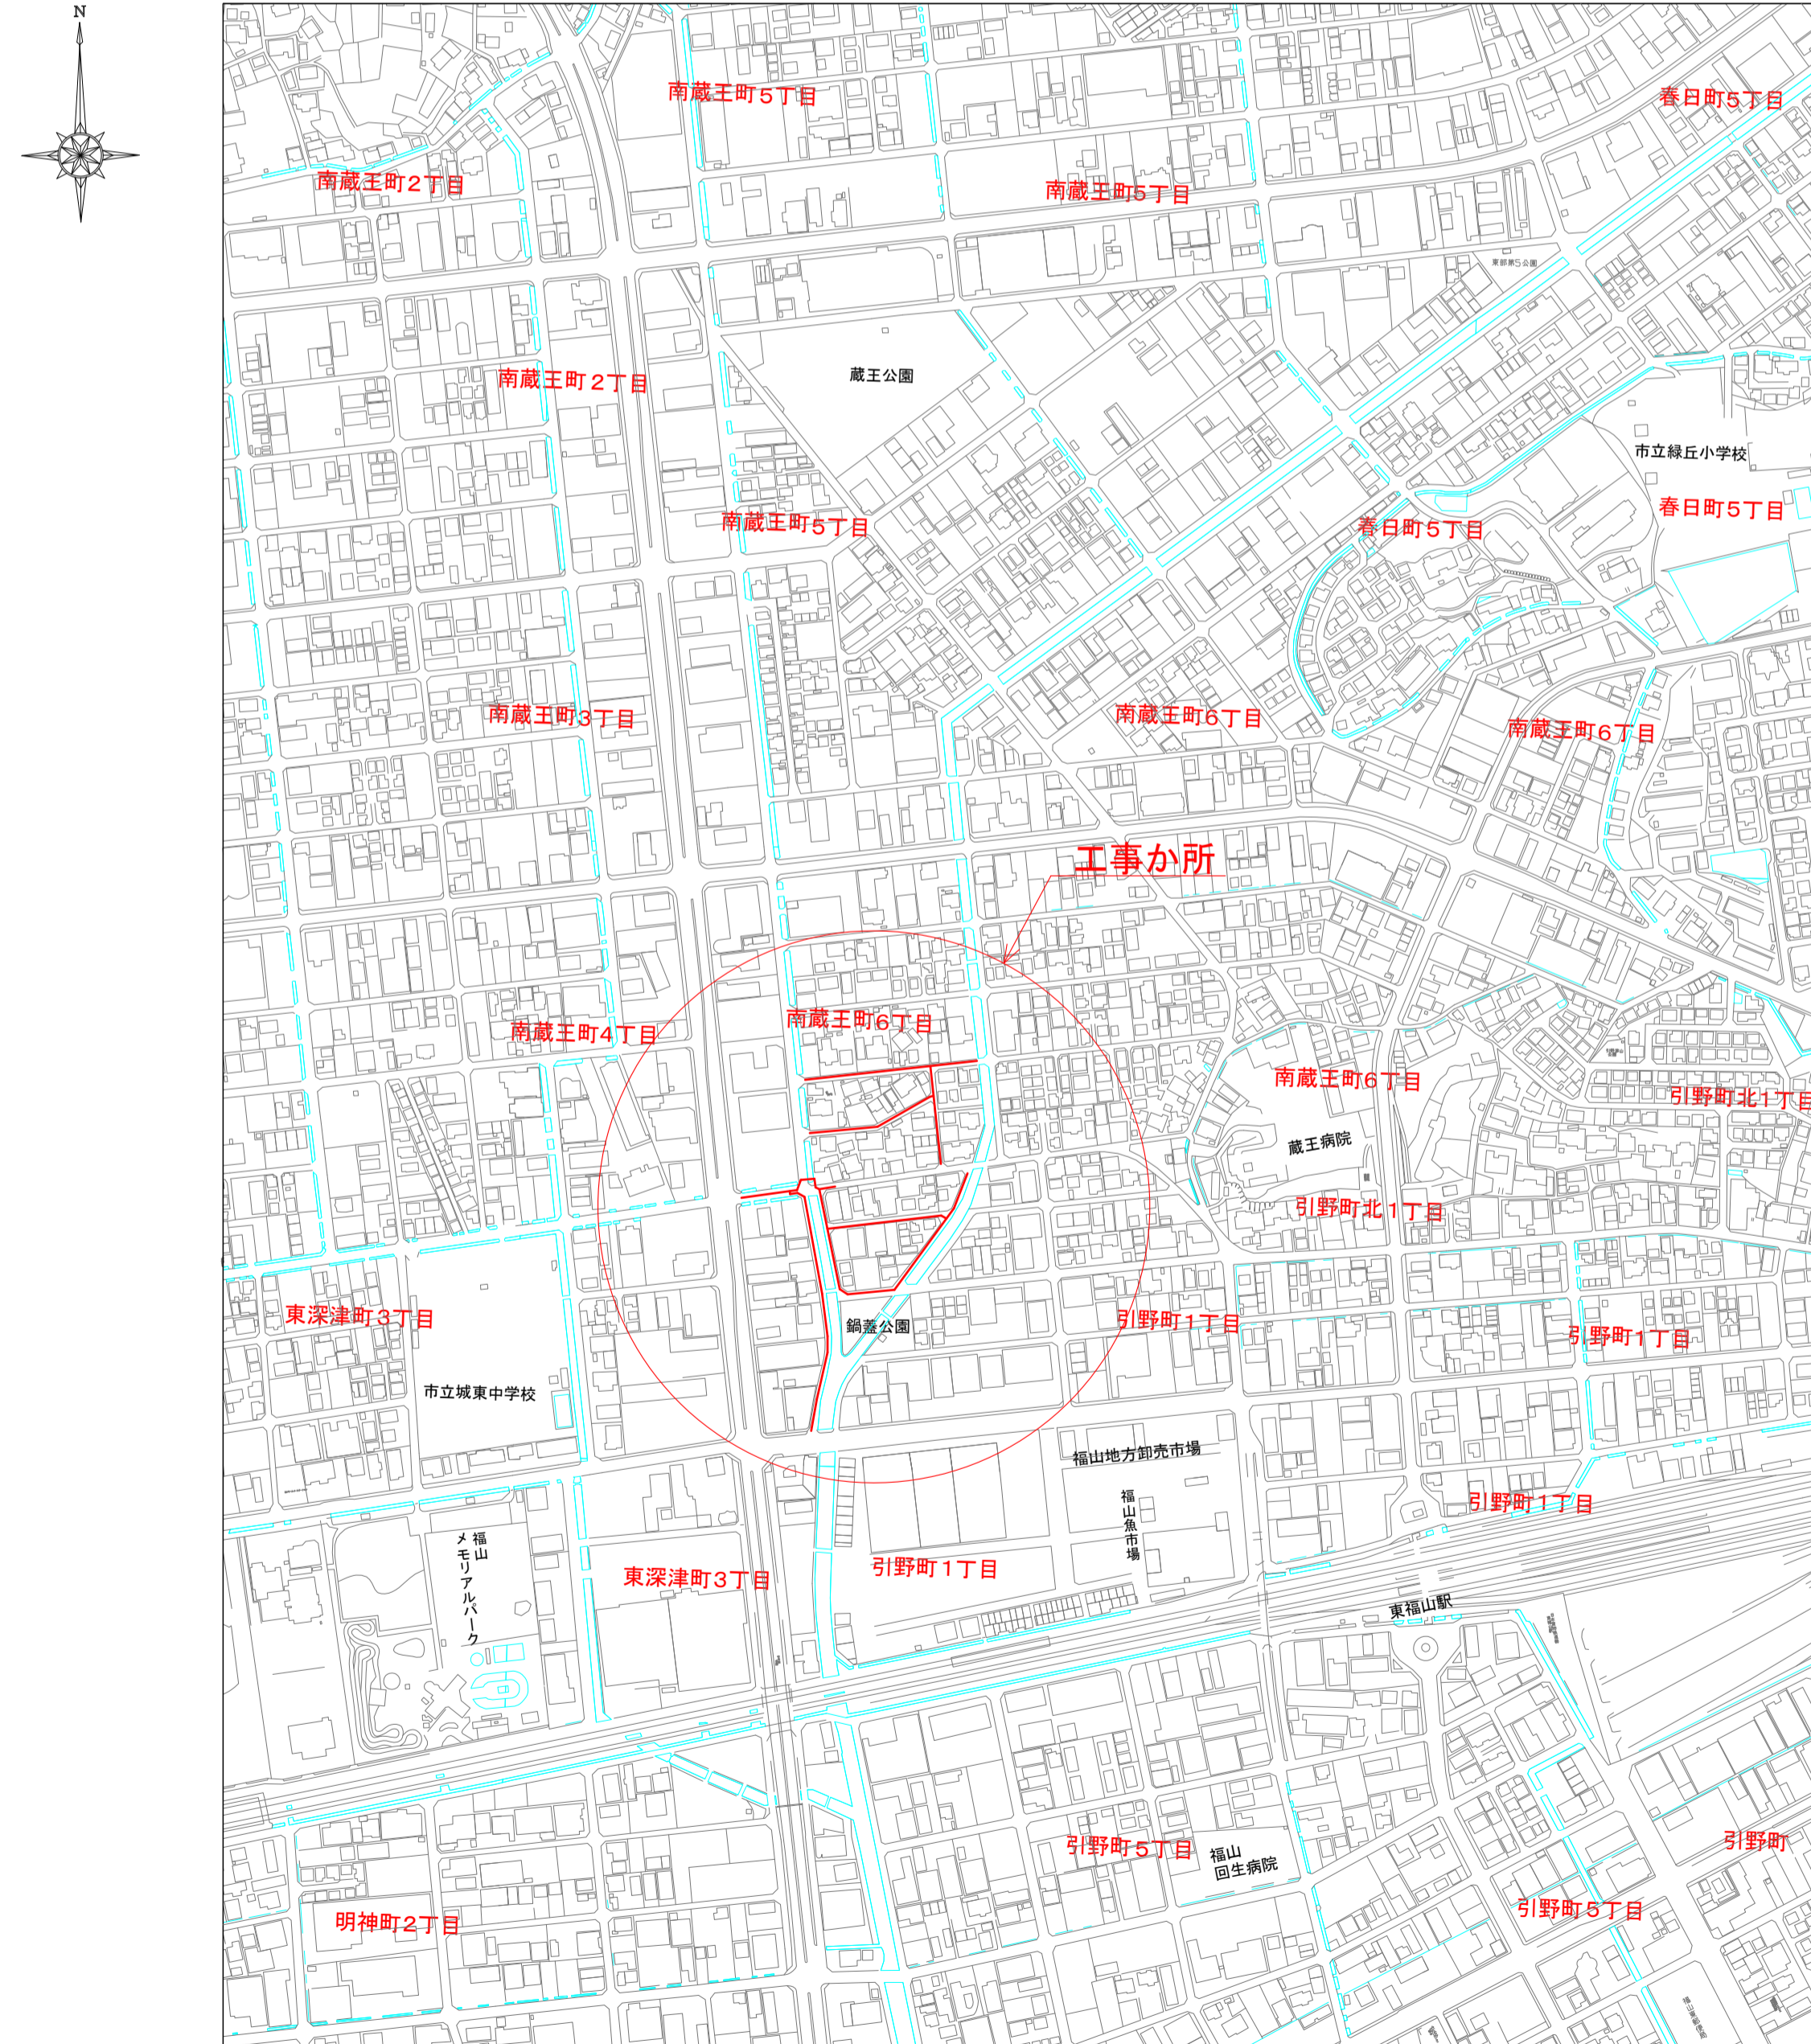 N
南蔵王町5丁目
春日町5丁目
南蔵王町2丁目
南蔵王町5丁目
東部第5公園
蔵王公園
南蔵王町2丁目
市立緑丘小学校
春日町5丁目
南蔵王町5丁目
春日町5丁目
南蔵王町3丁目
南蔵王町6丁目
南蔵王町6丁目
工事か所
南蔵王町6丁目
南蔵王町4丁目
南蔵王町6丁目
引野町北1丁目
蔵王病院
引野町北1丁目
東深津町3丁目
鍋蓋公園
引野町1丁目
引野町1丁目
市立城東中学校
福山地方卸売市場
福山魚市場
引野町1丁目
福山
メモリアルパーク
東深津町3丁目
引野町1丁目
東福山駅
引野町5丁目
福山
回生病院
引野町
明神町2丁目
引野町5丁目